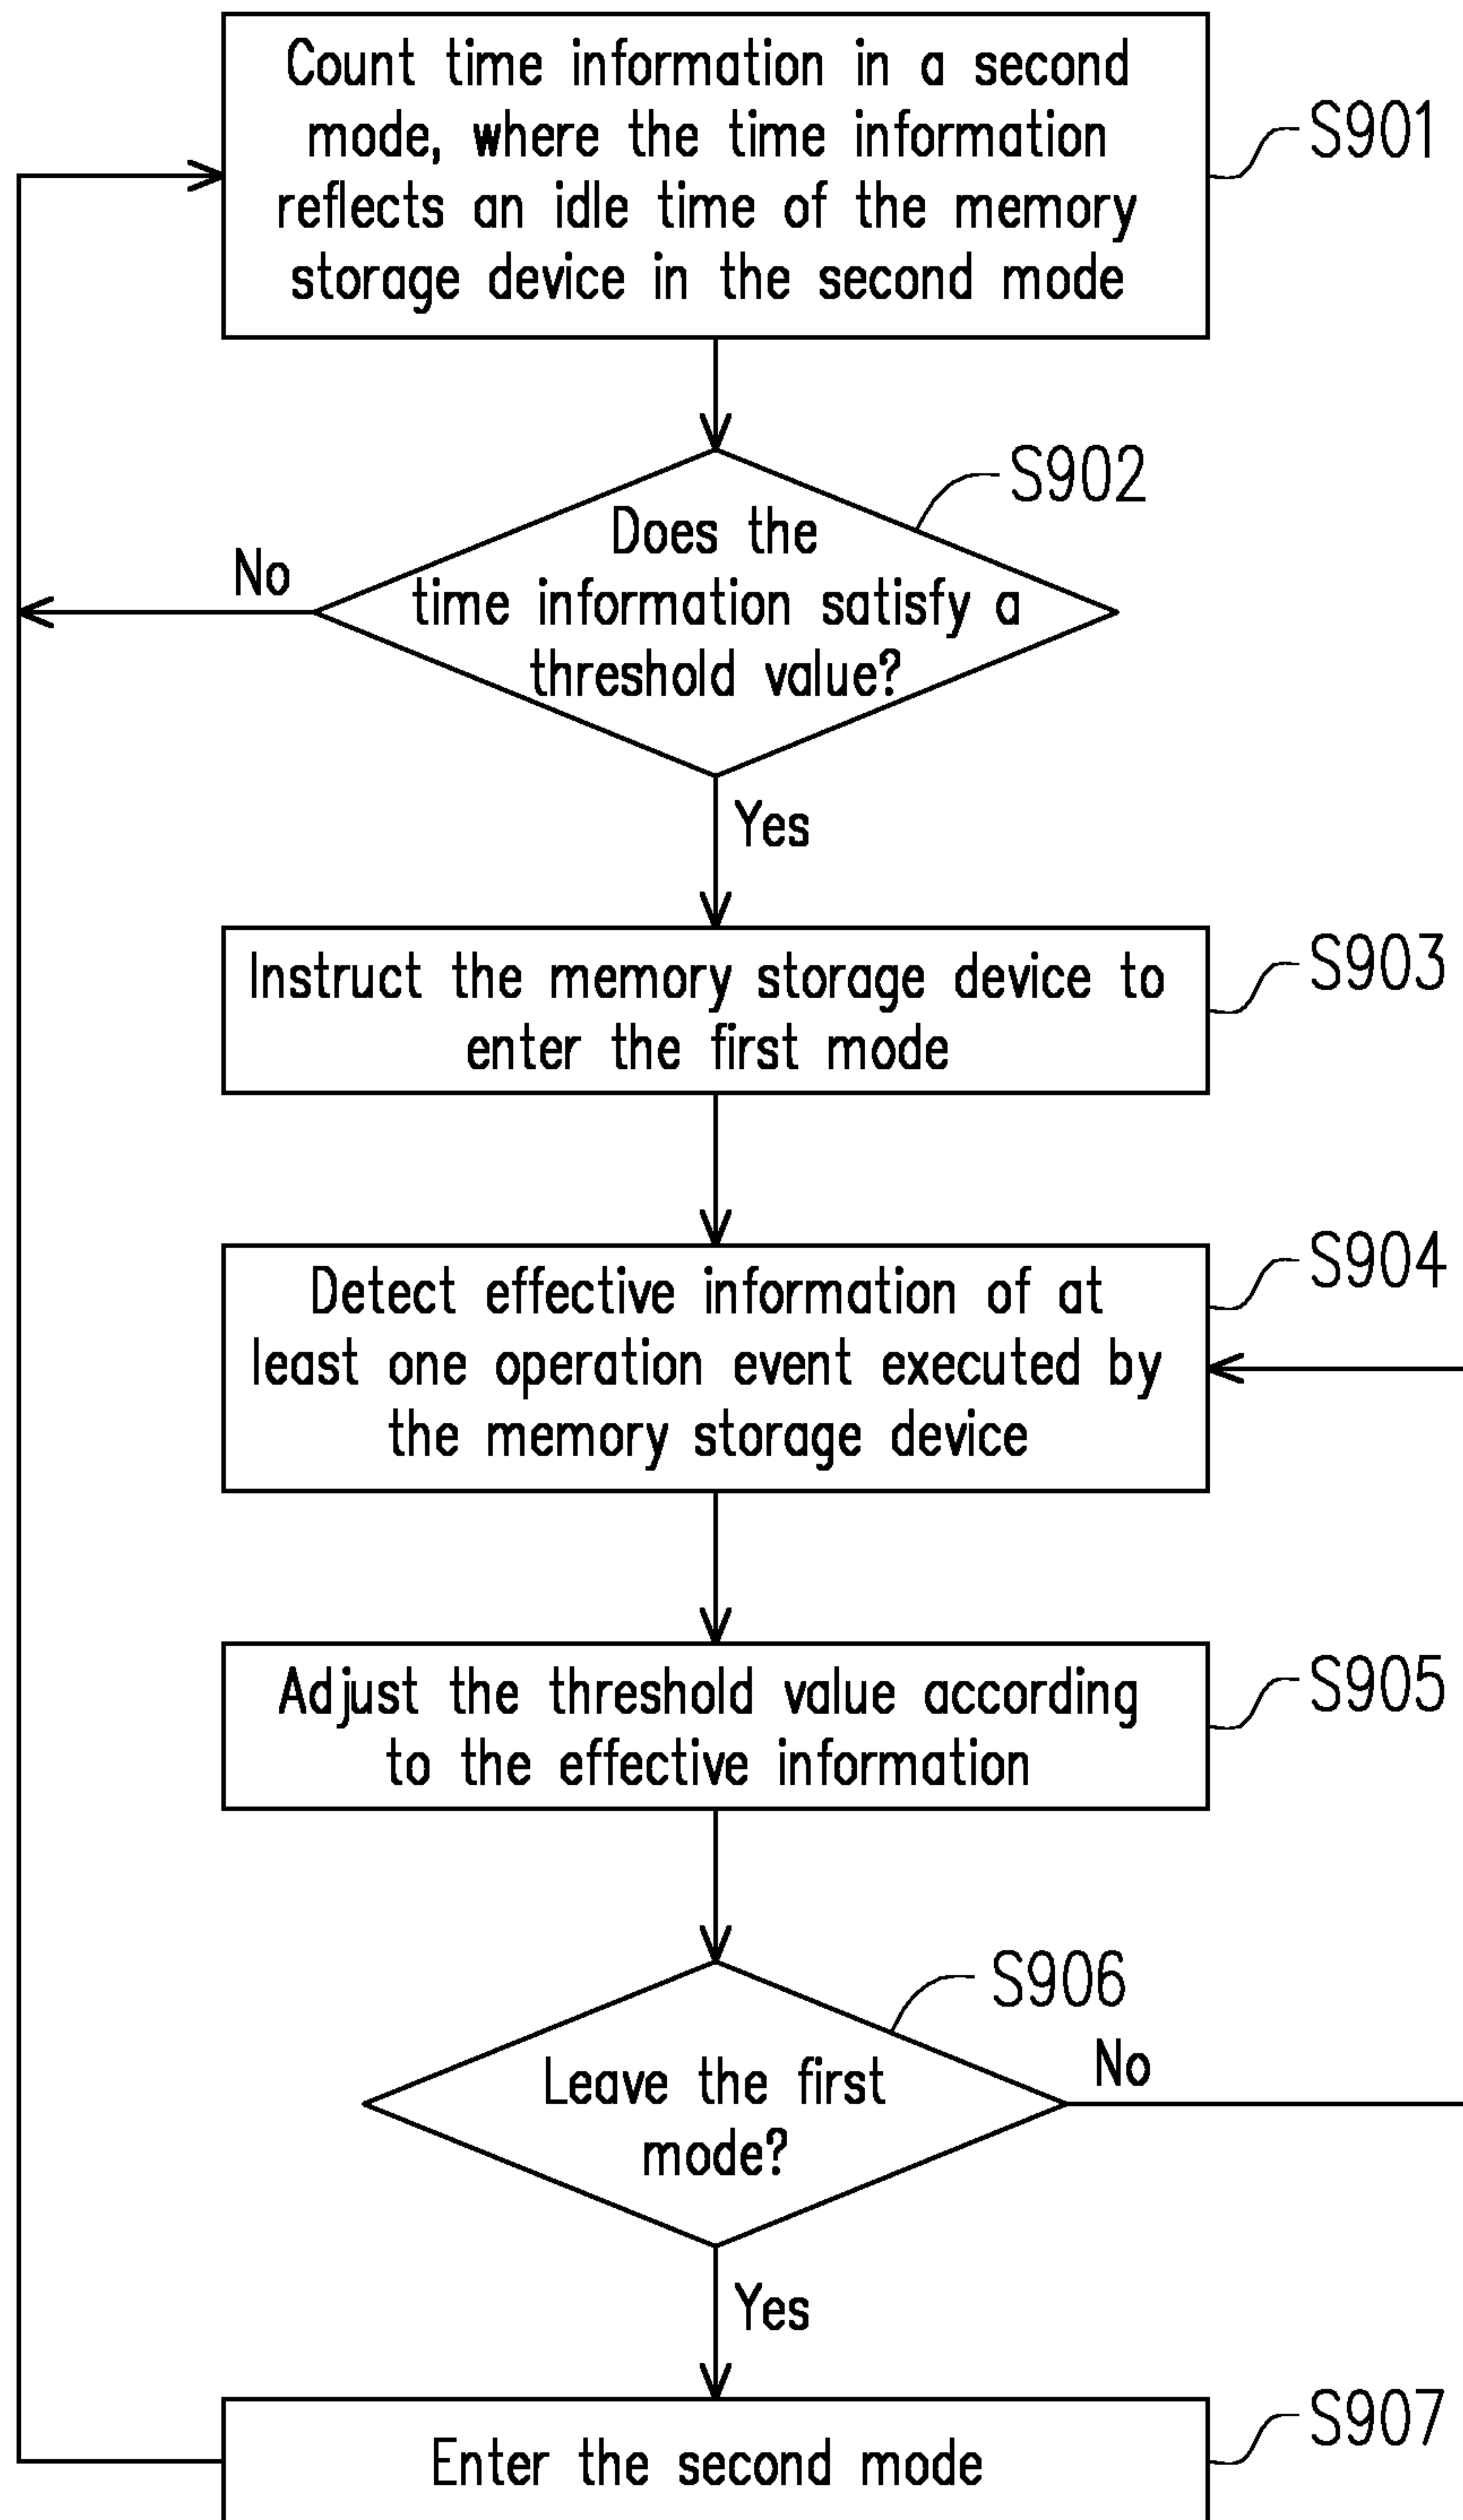 Count time information in a second
mode, where the time information
reflects an idle time of the memory
storage device in the second mode
S901
S902
Does the
time information satisfy a
threshold value?
No
Yes
Instruct the memory storage device to
enter the first mode
S903
Detect effective information of at
least one operation event executed by
the memory storage device
S904
Adjust the threshold value according
to the effective information
S905
S906
Leave the first
mode?
No
Yes
Enter the second mode
S907